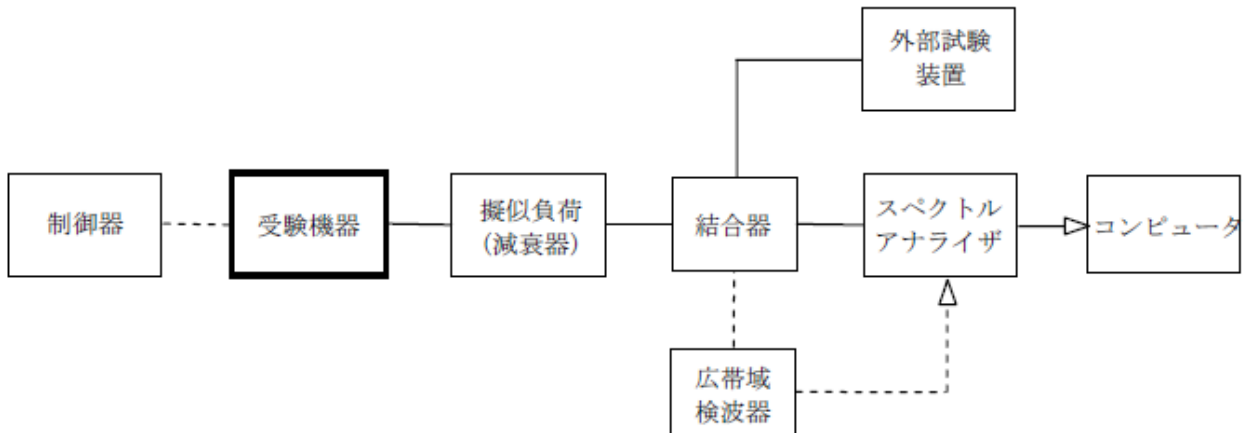 外部試験
装置
制御器
受験機器
擬似負荷
(減衰器)
結合器
スペクトル
アナライザ
コンピュータ
広帯域
検波器